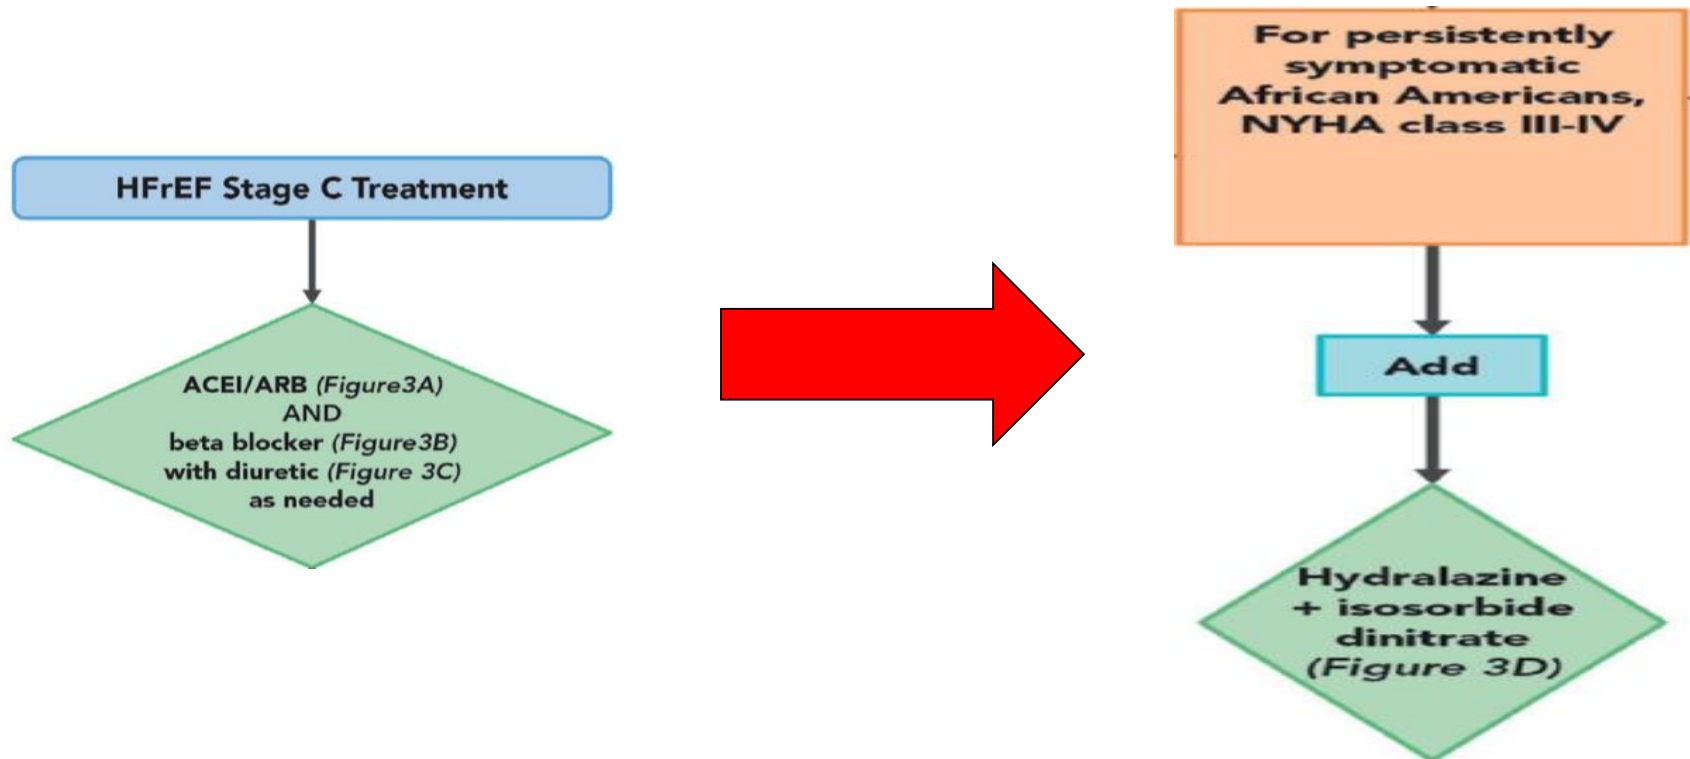 HFrEF Stage C Treatment
ACEI/ARB (Figure3A)
AND
beta blocker (Figure3B)
with diuretic (Figure 3C)
as needed
For persistently
symptomatic
African Americans,
NYHA class III-IV
Add
Hydralazine
+ isosorbide
dinitrate
(Figure 3D)